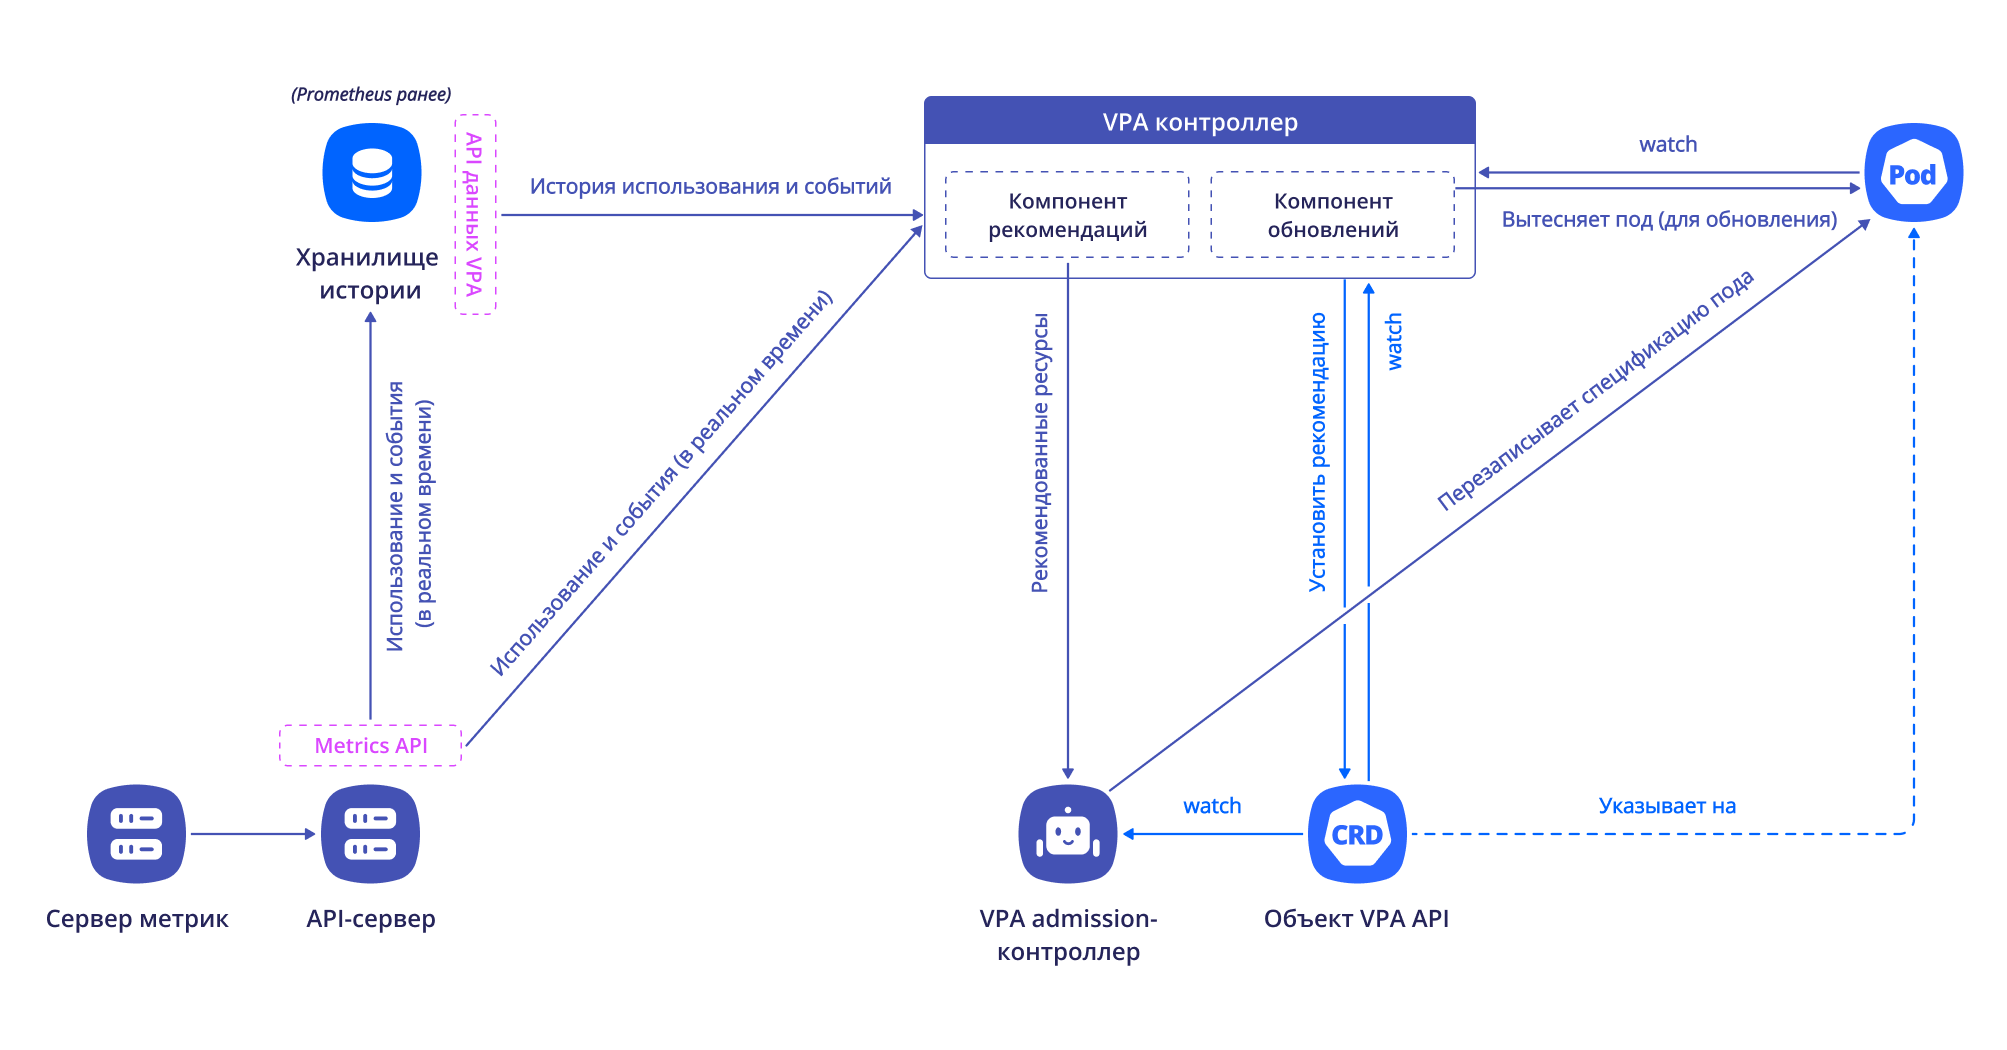 (Prometheus ранее)
Хранилище
истории
API данных VPA
История использования и событий
VPA контроллер
Компонент
рекомендаций
Компонент
обновлений
watch
Вытесняет под (для обновления)
Pod
Использование и события
(в реальном времени)
Использование и события (в реальном времени)
Рекомендованные ресурсы
Установить рекомендацию
watch
Перезаписывает спецификацию пода
Metrics API
Сервер метрик
API-сервер
watch
CRD
Указывает на
VPA admission-
контроллер
Объект VPA API